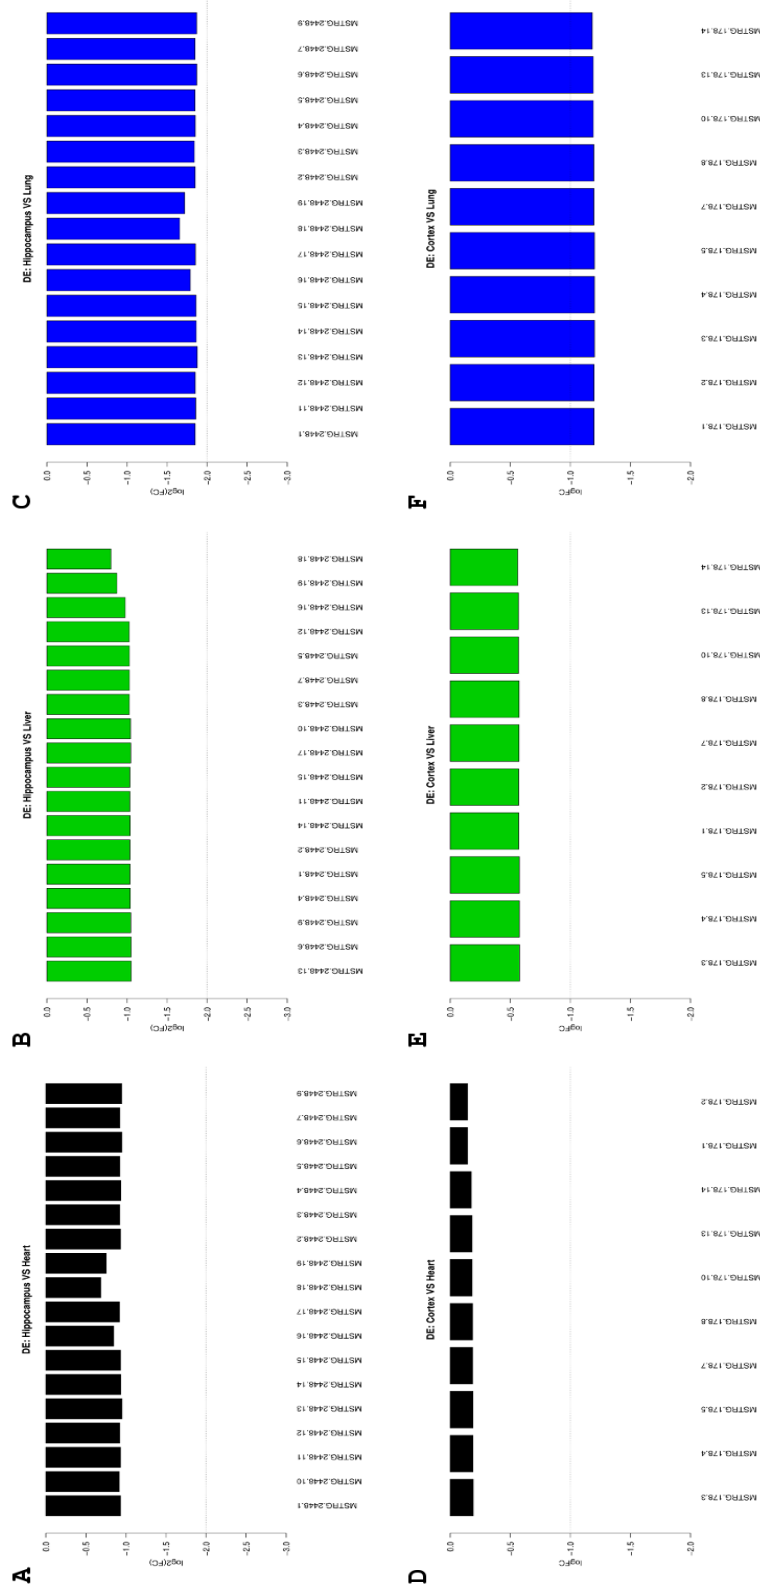 A
DE: Hippocampus VS Heart
log2(FC)
0.0
-0.5
-1.0
-1.5
-2.0
-2.5
-3.0
MSTRG.2448.1
MSTRG.2448.10
MSTRG.2448.11
MSTRG.2448.12
MSTRG.2448.13
MSTRG.2448.14
MSTRG.2448.15
MSTRG.2448.16
MSTRG.2448.17
MSTRG.2448.18
MSTRG.2448.19
MSTRG.2448.2
MSTRG.2448.3
MSTRG.2448.4
MSTRG.2448.5
MSTRG.2448.6
MSTRG.2448.7
MSTRG.2448.9
B
DE: Hippocampus VS Liver
log2(FC)
0.0
-0.5
-1.0
-1.5
-2.0
-2.5
-3.0
MSTRG.2448.13
MSTRG.2448.6
MSTRG.2448.9
MSTRG.2448.4
MSTRG.2448.1
MSTRG.2448.2
MSTRG.2448.14
MSTRG.2448.11
MSTRG.2448.15
MSTRG.2448.17
MSTRG.2448.10
MSTRG.2448.3
MSTRG.2448.7
MSTRG.2448.5
MSTRG.2448.12
MSTRG.2448.16
MSTRG.2448.19
MSTRG.2448.18
C
DE: Hippocampus VS Lung
log2(FC)
0.0
-0.5
-1.0
-1.5
-2.0
-2.5
-3.0
MSTRG.2448.1
MSTRG.2448.11
MSTRG.2448.12
MSTRG.2448.13
MSTRG.2448.14
MSTRG.2448.15
MSTRG.2448.16
MSTRG.2448.17
MSTRG.2448.18
MSTRG.2448.19
MSTRG.2448.2
MSTRG.2448.3
MSTRG.2448.4
MSTRG.2448.5
MSTRG.2448.6
MSTRG.2448.7
MSTRG.2448.9
D
DE: Cortex VS Heart
logFC
0.0
-0.5
-1.0
-1.5
-2.0
MSTRG.178.3
MSTRG.178.4
MSTRG.178.5
MSTRG.178.7
MSTRG.178.8
MSTRG.178.10
MSTRG.178.13
MSTRG.178.14
MSTRG.178.1
MSTRG.178.2
E
DE: Cortex VS Liver
logFC
0.0
-0.5
-1.0
-1.5
-2.0
MSTRG.178.3
MSTRG.178.4
MSTRG.178.5
MSTRG.178.1
MSTRG.178.2
MSTRG.178.7
MSTRG.178.8
MSTRG.178.10
MSTRG.178.13
MSTRG.178.14
F
DE: Cortex VS Lung
logFC
0.0
-0.5
-1.0
-1.5
-2.0
MSTRG.178.1
MSTRG.178.2
MSTRG.178.3
MSTRG.178.4
MSTRG.178.5
MSTRG.178.7
MSTRG.178.8
MSTRG.178.10
MSTRG.178.13
MSTRG.178.14